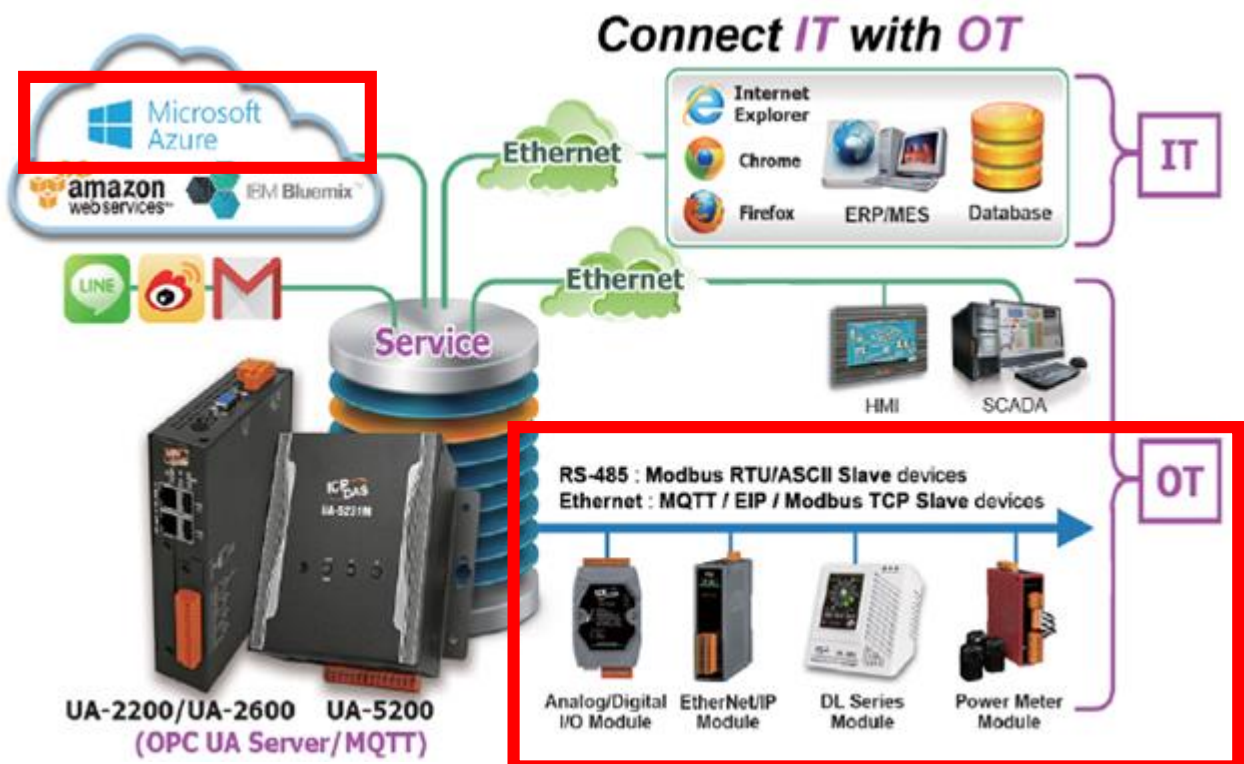 Connect IT with OT
Microsoft
Azure
amazon
webservices™
IBM Bluemix™
Ethernet
Internet
Explorer
Chrome
Firefox
ERP/MES
Database
IT
LINE
Ethernet
Service
HMI
SCADA
ICP
DAS
UA-5231M
RS-485 : Modbus RTU/ASCII Slave devices
Ethernet : MQTT / EIP / Modbus TCP Slave devices
OT
Analog/Digital
I/O Module
EtherNet/IP
Module
DL Series
Module
Power Meter
Module
UA-2200/UA-2600
UA-5200
(OPC UA Server/MQTT)